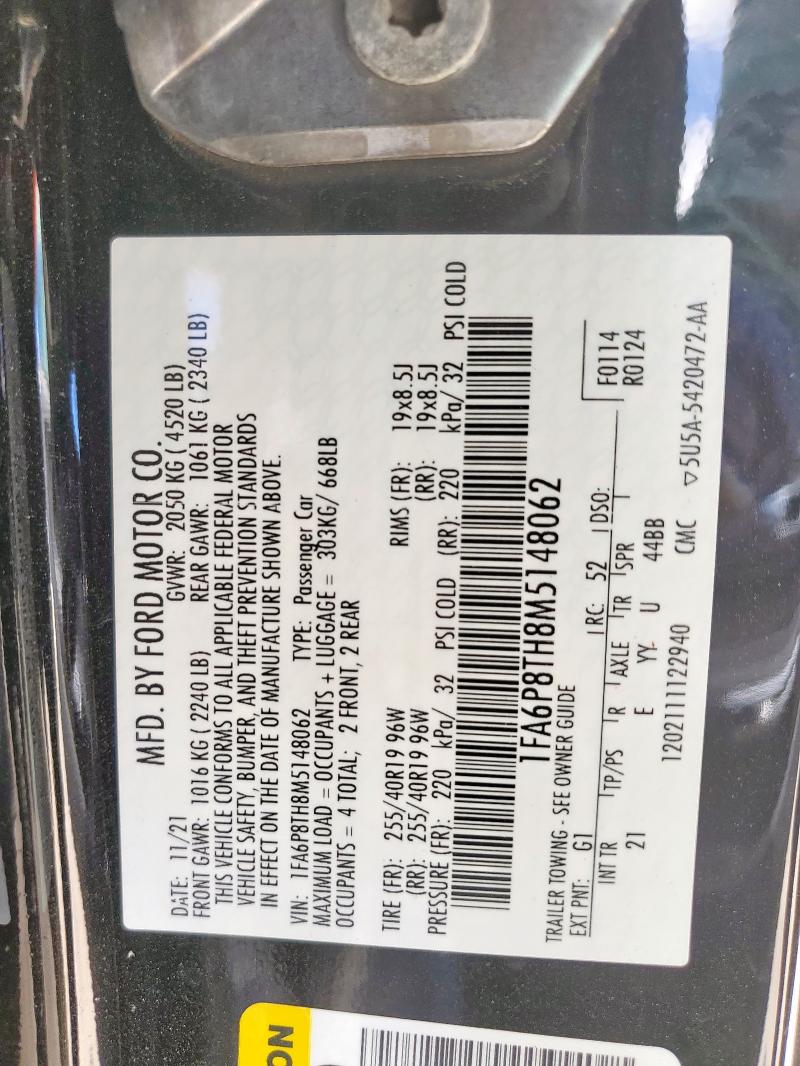 MFD. BY FORD MOTOR CO.
DATE: 11/21 GVWR: 2050 KG ( 4520 LB)
FRONT GAWR: 1016 KG ( 2240 LB) REAR GAWR: 1061 KG ( 2340 LB)
THIS VEHICLE CONFORMS TO ALL APPLICABLE FEDERAL MOTOR
VEHICLE SAFETY, BUMPER, AND THEFT PREVENTION STANDARDS
IN EFFECT ON THE DATE OF MANUFACTURE SHOWN ABOVE.
VIN: 1FA6P8TH8M5148062 TYPE: Passenger Car
MAXIMUM LOAD = OCCUPANTS + LUGGAGE = 303KG/ 668LB
OCCUPANTS = 4 TOTAL; 2 FRONT, 2 REAR
TIRE (FR): 255/40R19 96W RIMS (FR): 19x8.5J
(RR): 255/40R19 96W (RR): 19x8.5J
PRESSURE (FR): 220 kPa/ 32 PSI COLD (RR): 220 kPa/ 32 PSI COLD
1FA6P8TH8M5148062
TRAILER TOWING - SEE OWNER GUIDE
EXT PNT: G1 RC: 52 DSO:
INT TR TP/PS R AXLE TR SPR F0114
21 E YY U 44BB R0124
1202111122940 CMC ▽5U5A-5420472-AA
ON